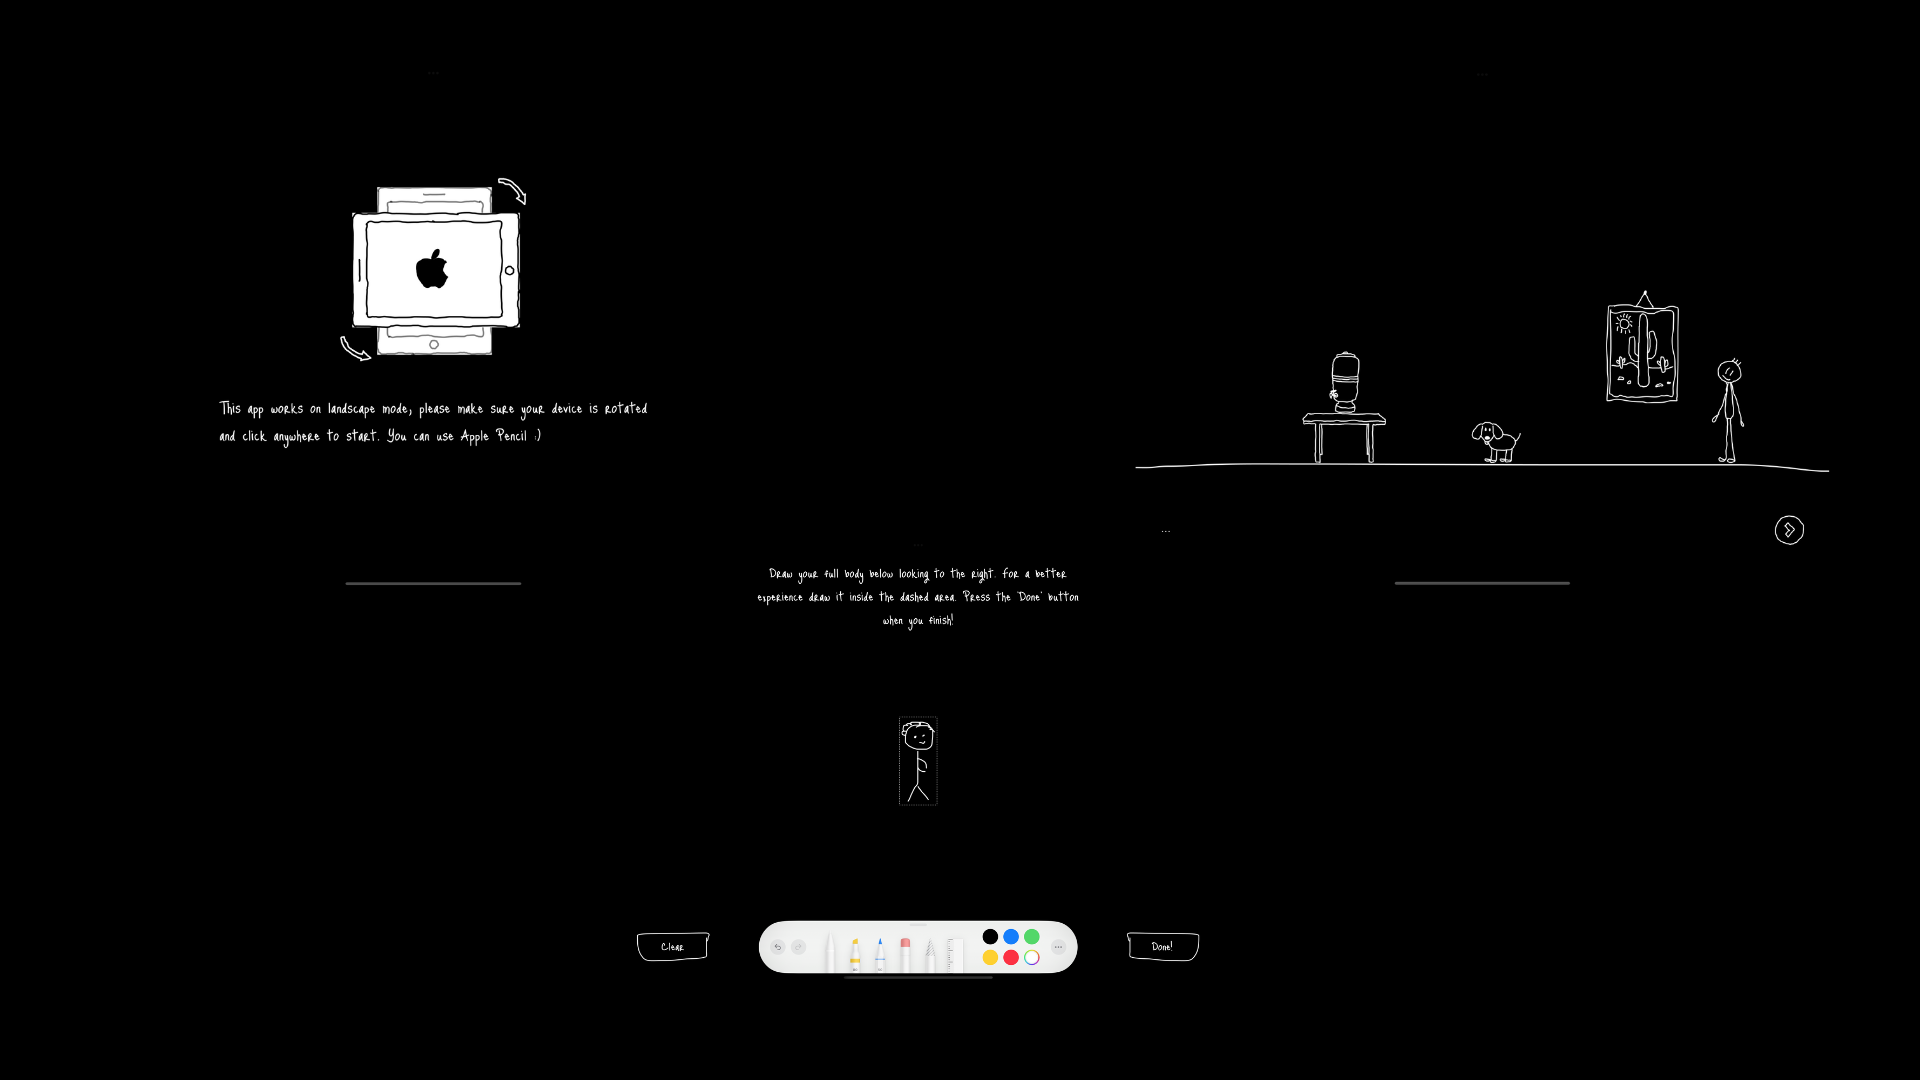 This app works on landscape mode, please make sure your device is rotated
and click anywhere to start. You can use Apple Pencil :)
...
Draw your full body below looking to the right. For a better
experience draw it inside the dashed area. Press the 'Done' button
when you finish!
Clear
Done!